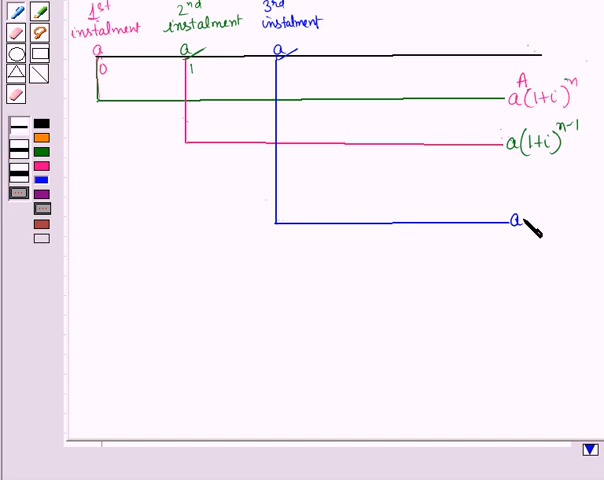 1st 2nd 3rd
instalment instalment instalment
a a a
0 1
A
a(1+i)^n
a(1+i)^n-1
a